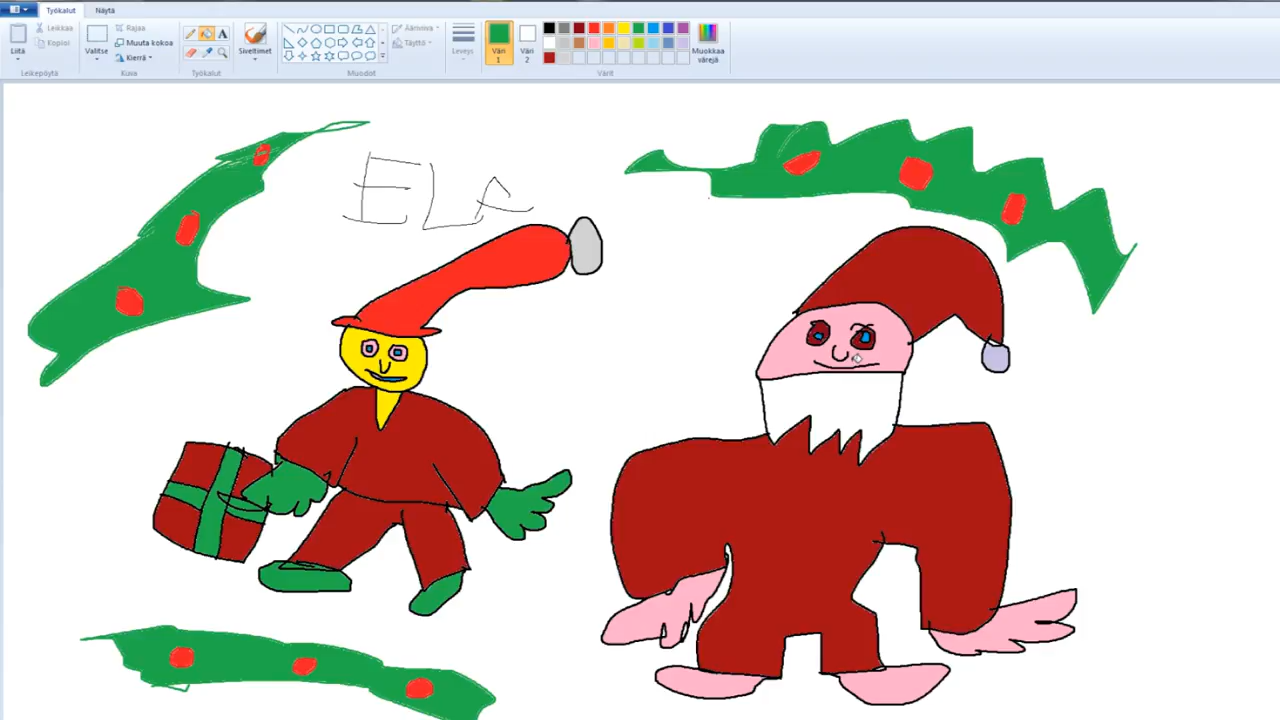 Työkalut Näytä
Liitä
Leikkaa
Kopioi
Leikepöytä
Valitse
Rajaa
Muuta kokoa
Kierrä
Kuva
A
Työkalut
Siveltimet
Ääriviiva
Täyttö
Muodot
Leveys
Väri
1
Väri
2
Muokkaa
värejä
Värit
ELA